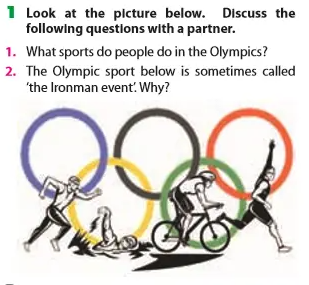 1 Look at the picture below. Discuss the
following questions with a partner.
1. What sports do people do in the Olympics?
2. The Olympic sport below is sometimes called
‘the Ironman event’. Why?